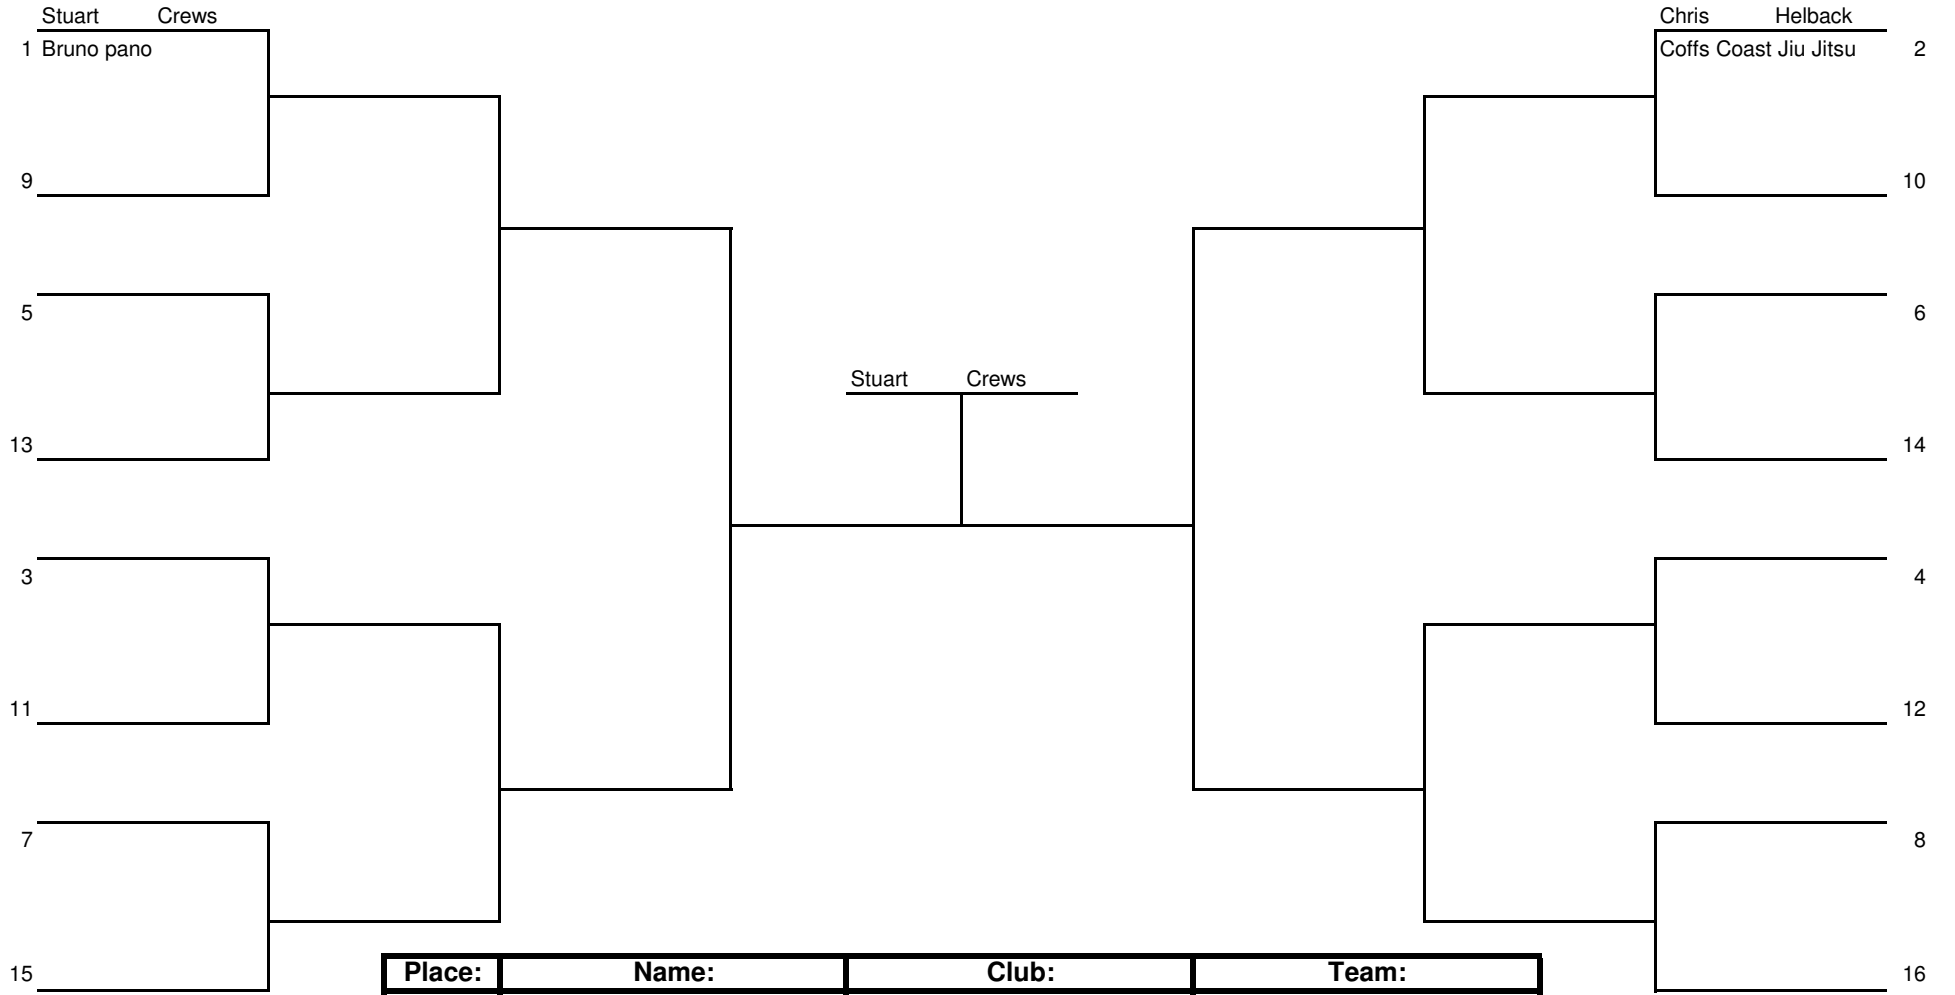 Stuart Crews
Chris Helback
1 Bruno pano
Coffs Coast Jiu Jitsu 2
9
10
5
6
Stuart Crews
13
14
3
4
11
12
7
8
15
16
Place: Name: Club: Team: